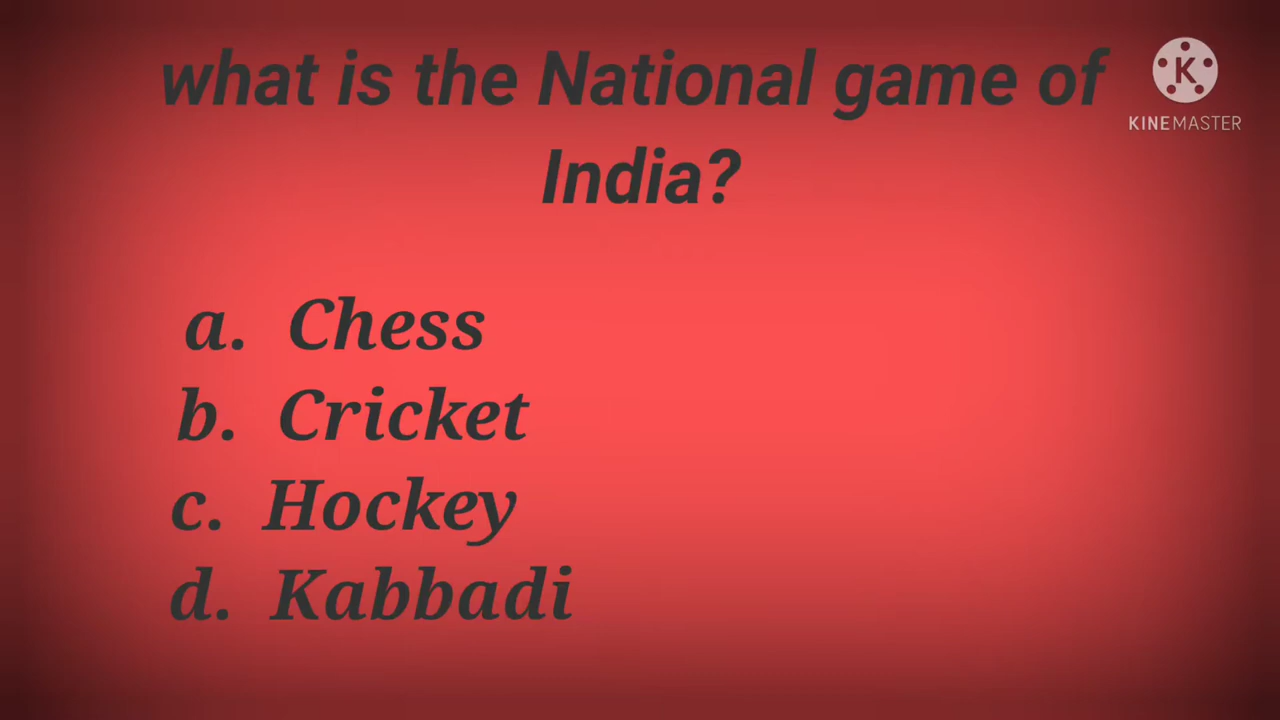 what is the National game of
India?
K
KINEMASTER
a. Chess
b. Cricket
c. Hockey
d. Kabbadi